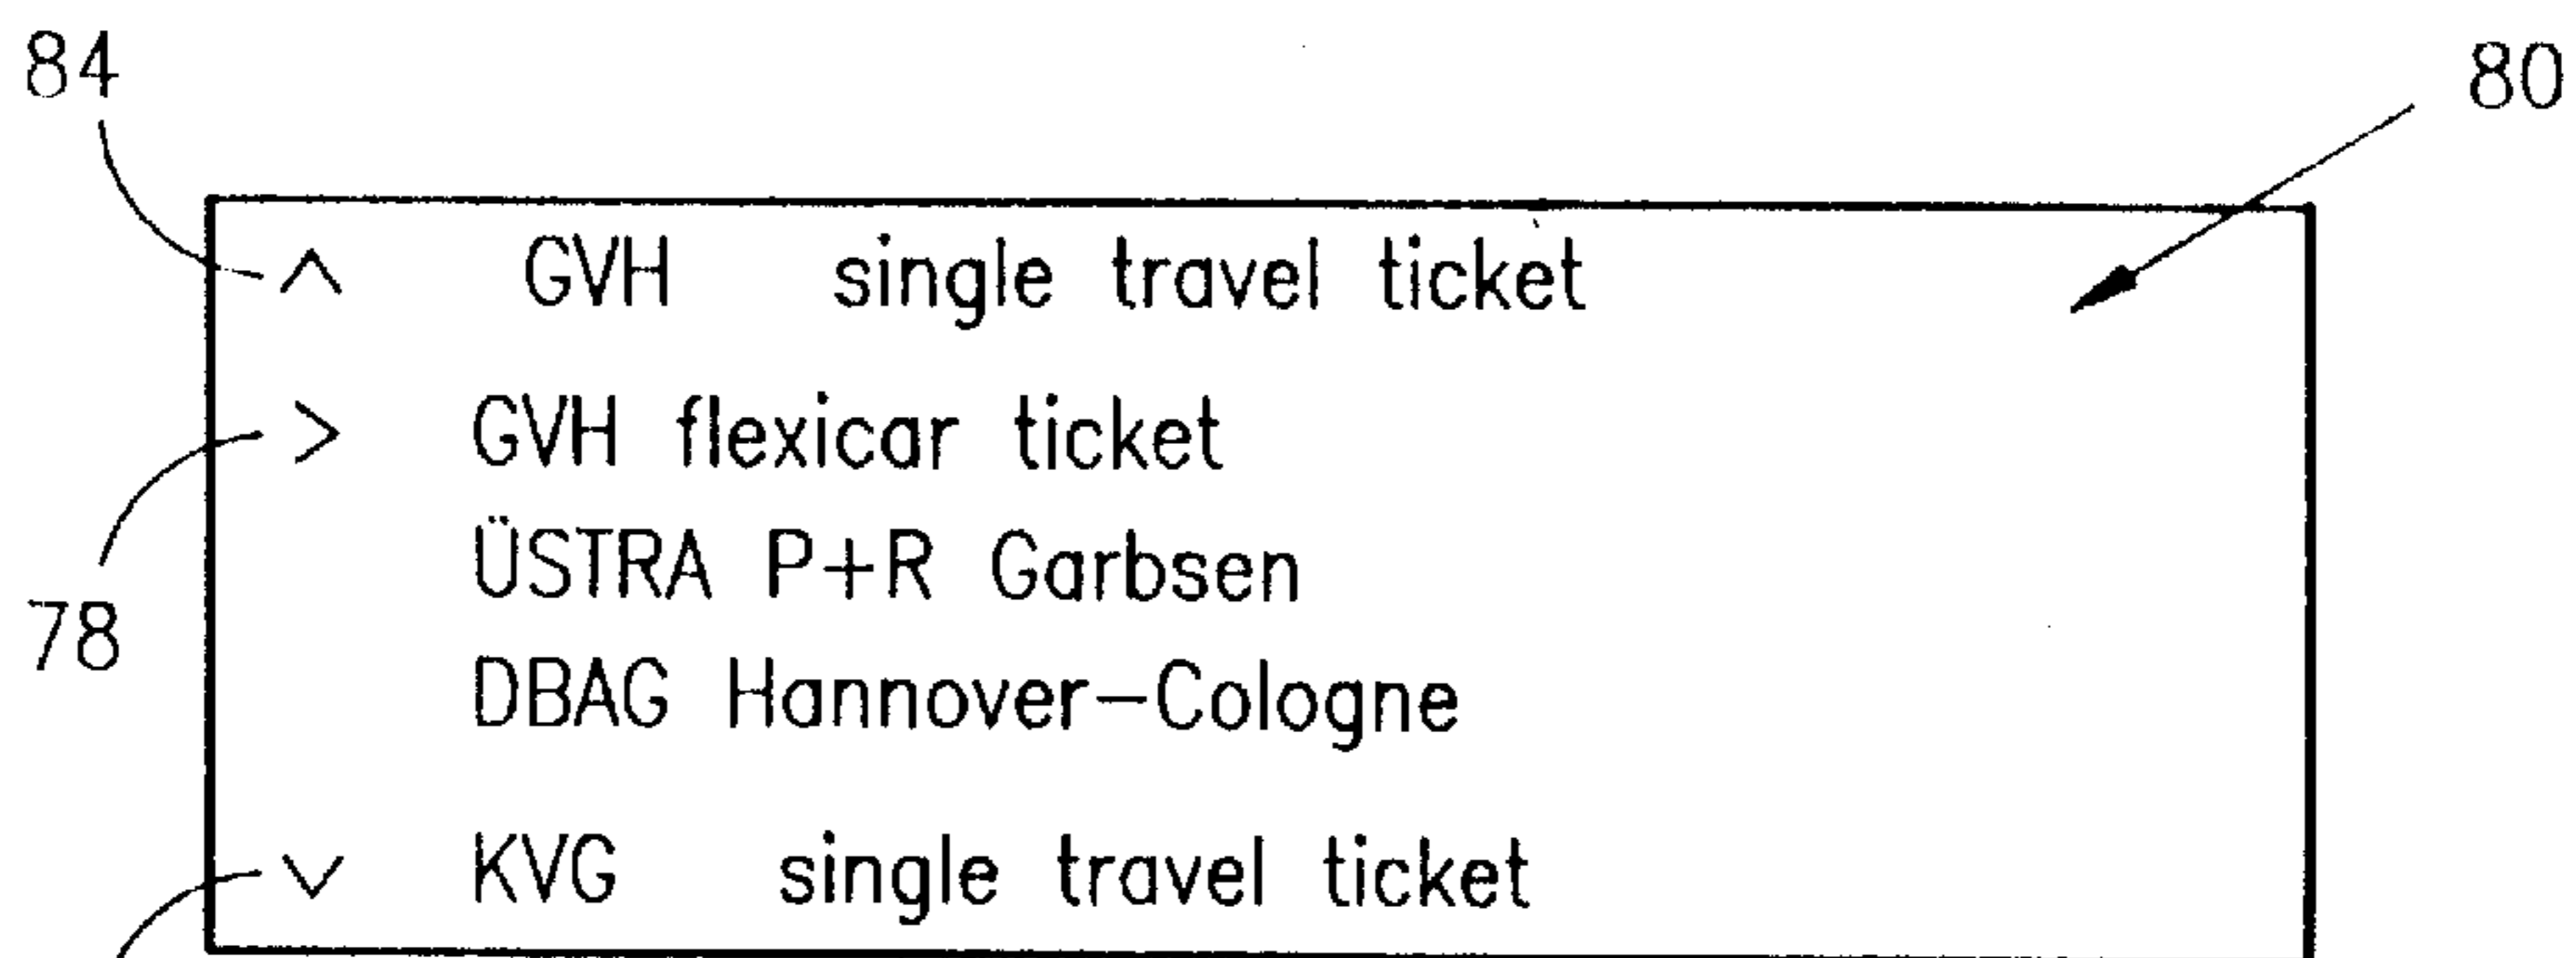 84
80
^ GVH single travel ticket
> GVH flexicar ticket
78
ÜSTRA P+R Garbsen
DBAG Hannover-Cologne
v KVG single travel ticket